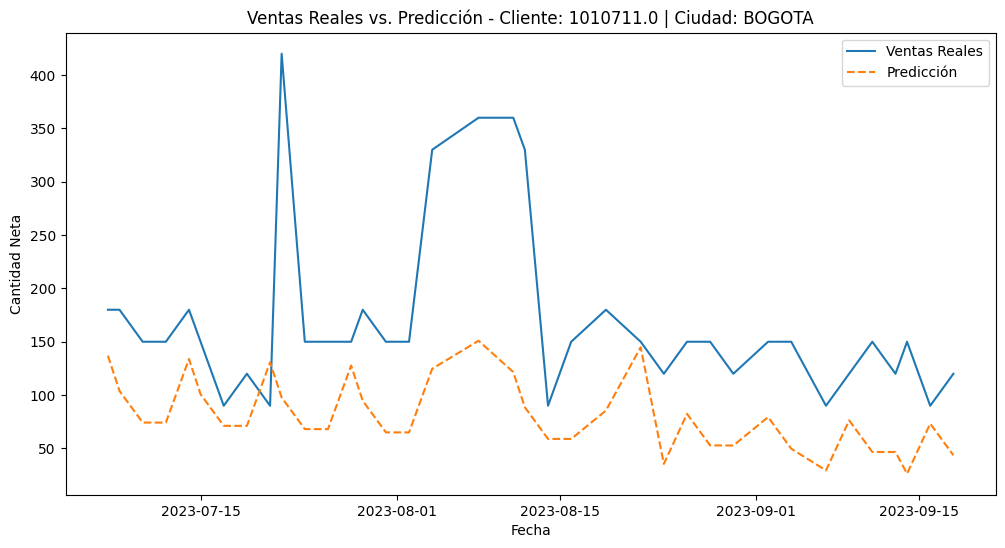 Ventas Reales vs. Predicción - Cliente: 1010711.0 | Ciudad: BOGOTA
Ventas Reales
Predicción
Cantidad Neta
400
350
300
250
200
150
100
50
2023-07-15
2023-08-01
2023-08-15
2023-09-01
2023-09-15
Fecha